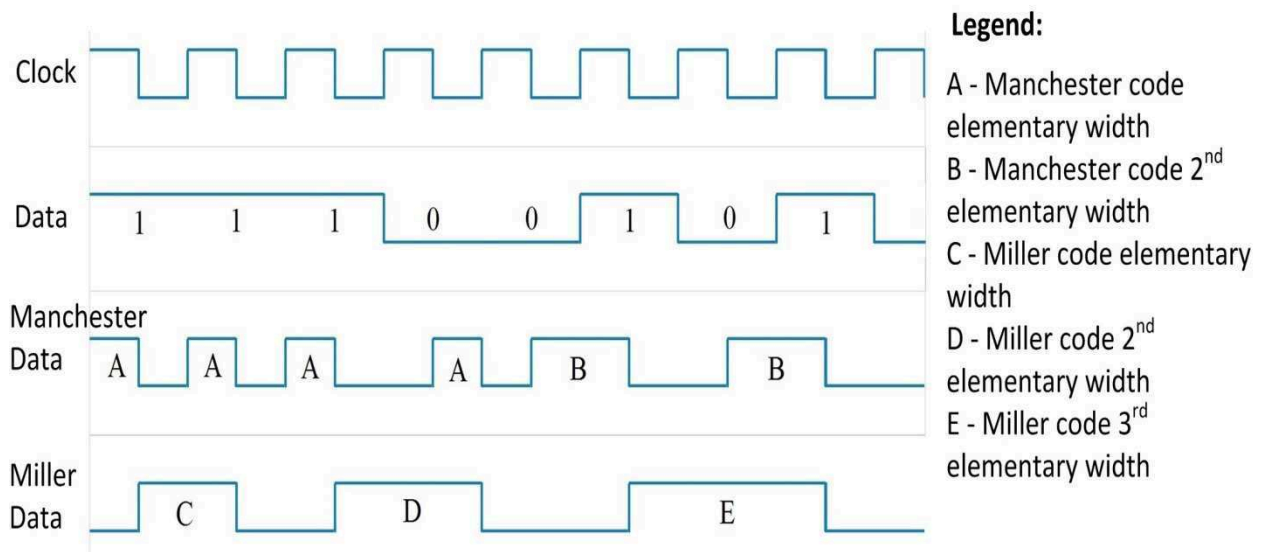 Clock
Data
1 1 1 0 0 1 0 1
Manchester
Data
A A A A B B
Miller
Data
C D E
Legend:
A - Manchester code
elementary width
B - Manchester code 2nd
elementary width
C - Miller code elementary
width
D - Miller code 2nd
elementary width
E - Miller code 3rd
elementary width